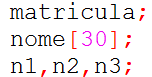 matricula;
nome[30];
n1,n2,n3;